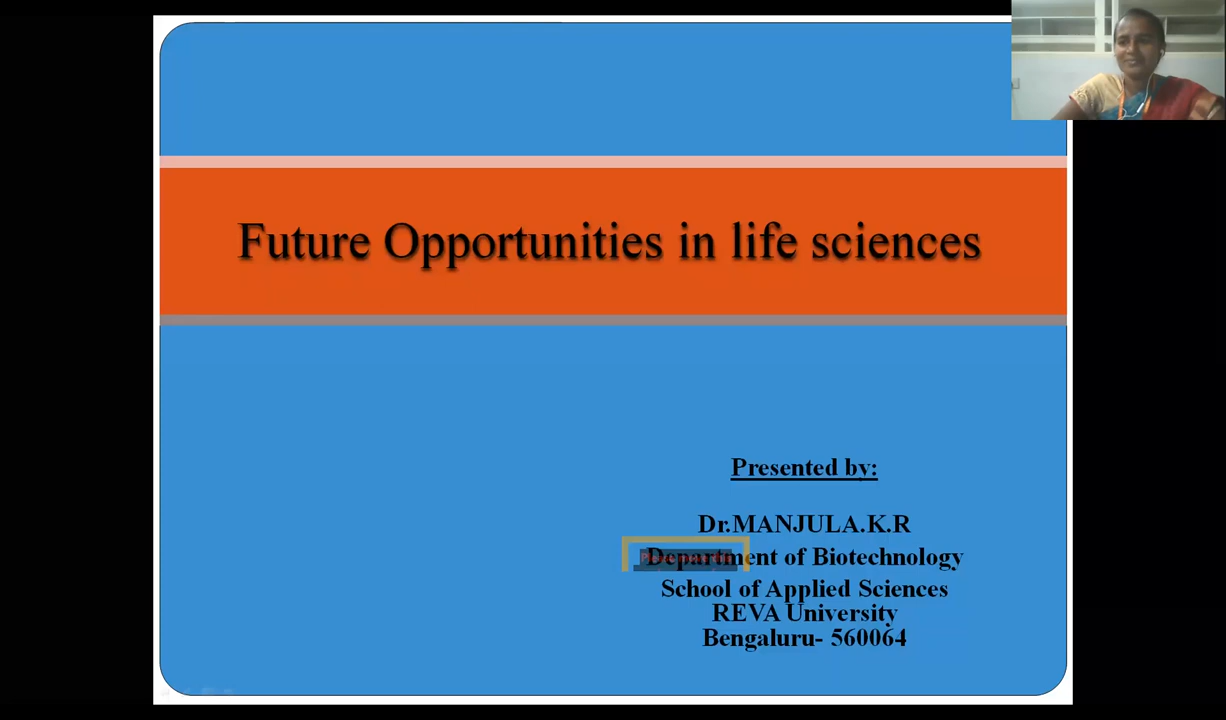 Future Opportunities in life sciences
Presented by:
Dr.MANJULA.K.R
Department of Biotechnology
School of Applied Sciences
REVA University
Bengaluru- 560064